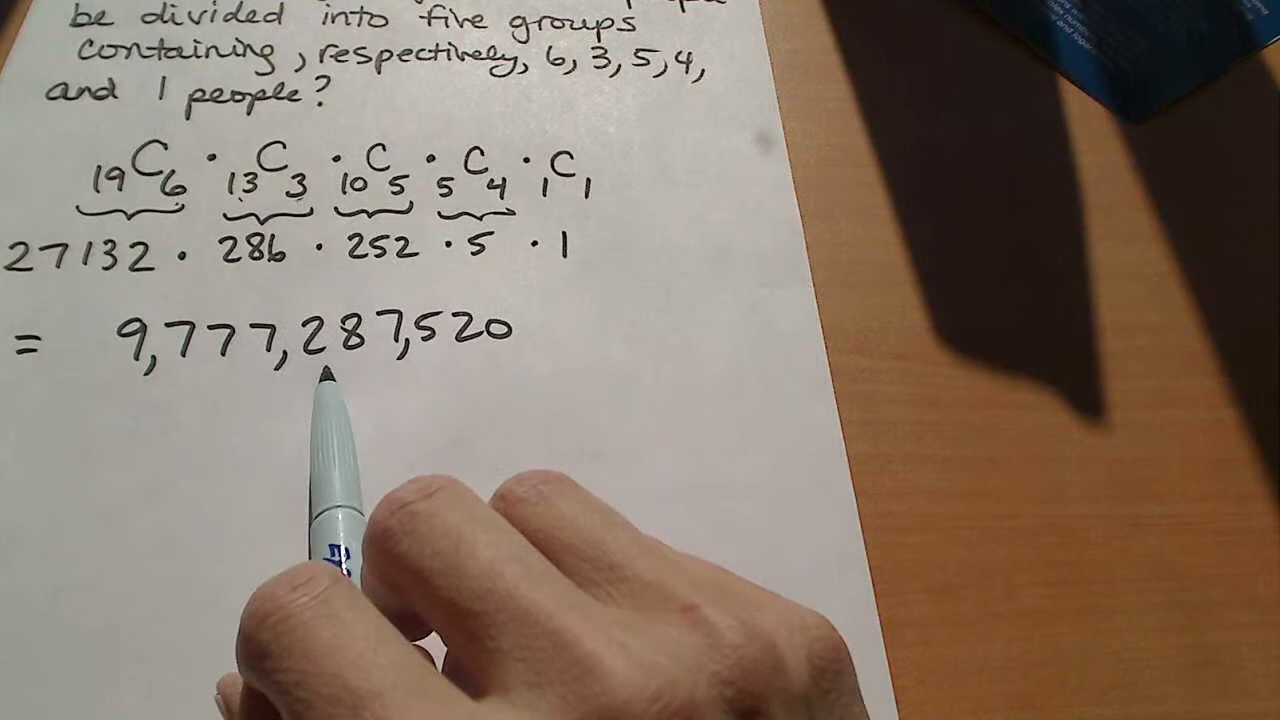 be divided into five groups
containing, respectively, 6, 3, 5, 4,
and 1 people?
19C6 · 13C3 · 10C5 · 5C4 · 1C1
27132 · 286 · 252 · 5 · 1
= 9,777,287,520